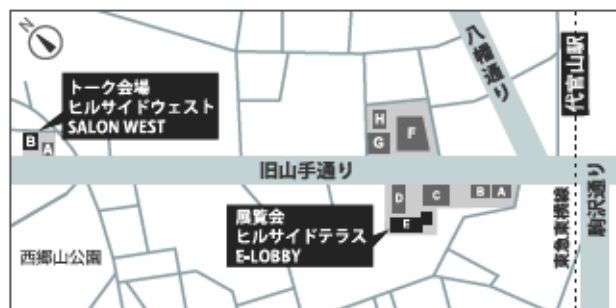 N
八幡通り
代官山駅
トーク会場
ヒルサイドウェスト
SALON WEST
B
A
H
G
F
旧山手通り
D
C
B
A
E
展覧会
ヒルサイドテラス
E-LOBBY
西郷山公園
東急東横線
駒沢通り